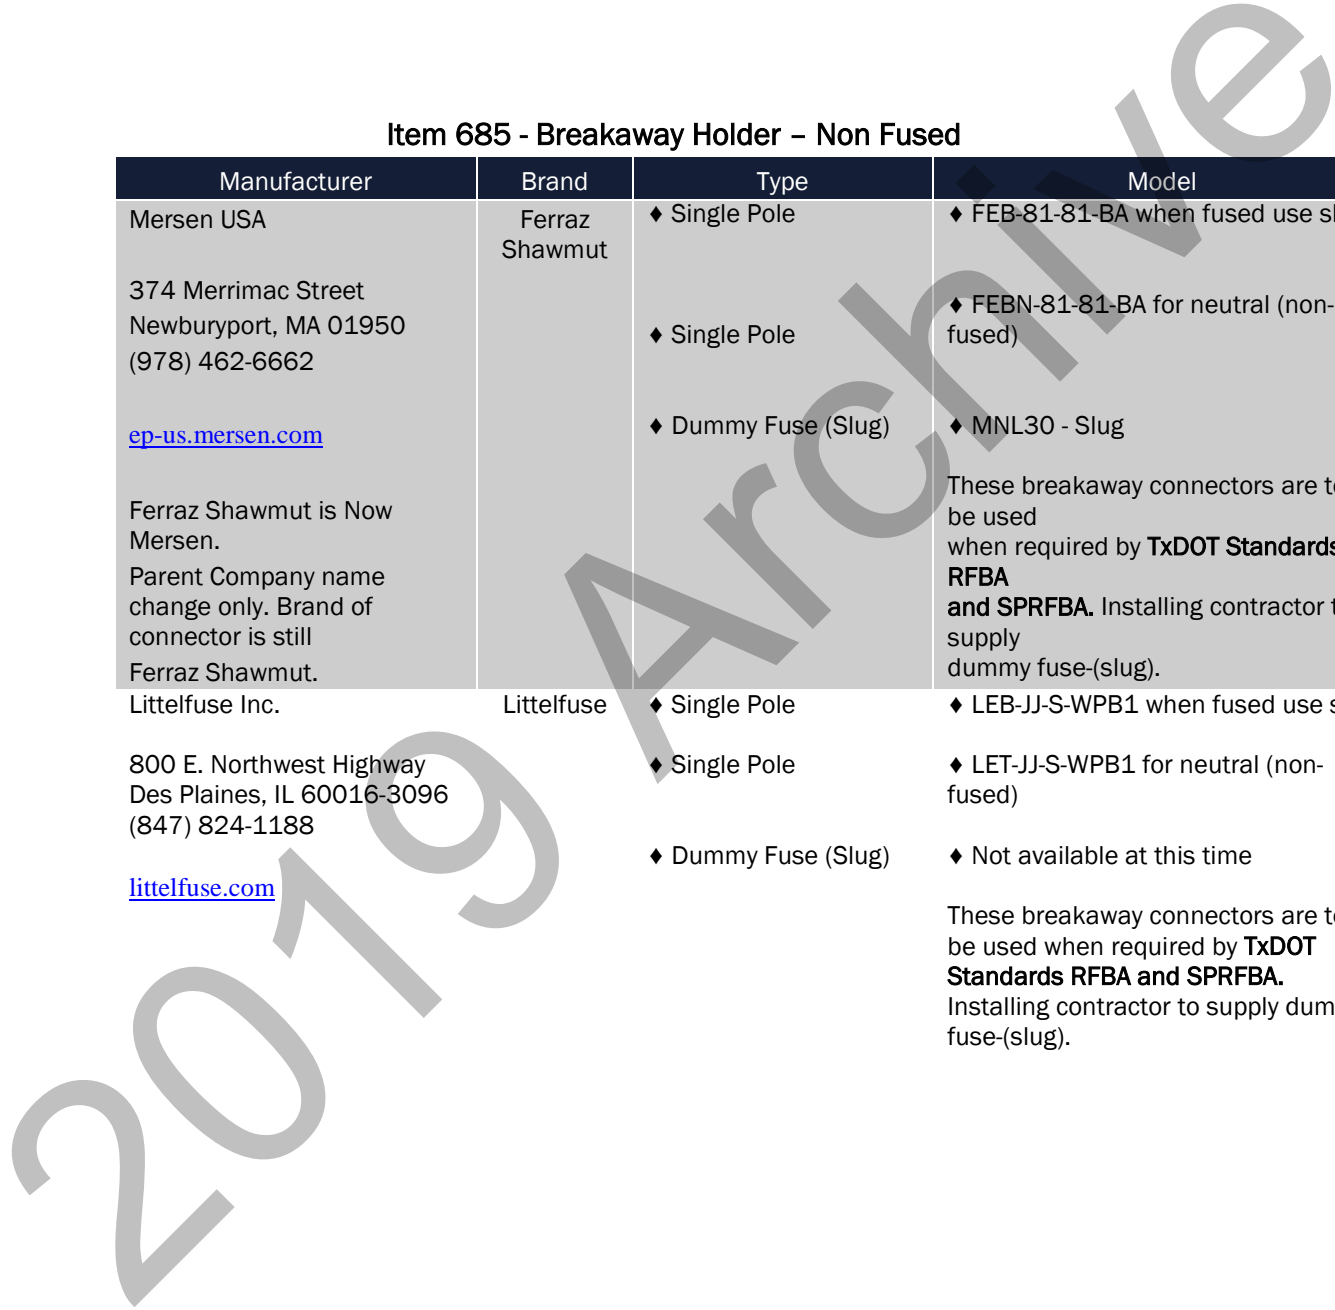 Item 685 - Breakaway Holder – Non Fused
Manufacturer Brand Type Model
Mersen USA
374 Merrimac Street
Newburyport, MA 01950
(978) 462-6662
ep-us.mersen.com
Ferraz Shawmut is Now
Mersen.
Parent Company name
change only. Brand of
connector is still
Ferraz Shawmut.
Ferraz
Shawmut
♦ Single Pole
♦ Single Pole
♦ Dummy Fuse (Slug)
♦ FEB-81-81-BA when fused use
♦ FEBN-81-81-BA for neutral (non-
fused)
♦ MNL30 - Slug
These breakaway connectors are
be used
when required by TxDOT Standards
RFBA
and SPRFBA. Installing contractor
supply
dummy fuse-(slug).
Littelfuse Inc.
800 E. Northwest Highway
Des Plaines, IL 60016-3096
(847) 824-1188
littelfuse.com
Littelfuse
♦ Single Pole
♦ Single Pole
♦ Dummy Fuse (Slug)
♦ LEB-JJ-S-WPB1 when fused use
♦ LET-JJ-S-WPB1 for neutral (non-
fused)
♦ Not available at this time
These breakaway connectors are
be used when required by TxDOT
Standards RFBA and SPRFBA.
Installing contractor to supply
fuse-(slug).
2019 Archive